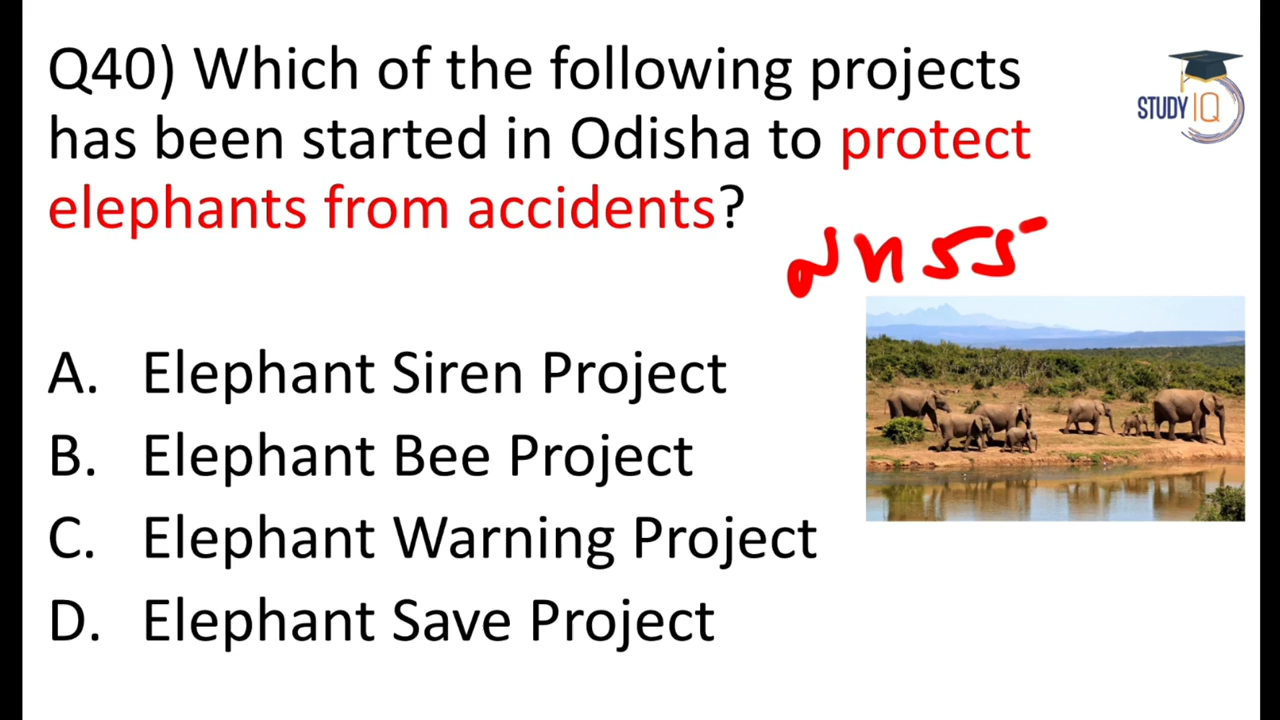 Q40) Which of the following projects
has been started in Odisha to protect
elephants from accidents?
STUDY IQ
A. Elephant Siren Project
B. Elephant Bee Project
C. Elephant Warning Project
D. Elephant Save Project